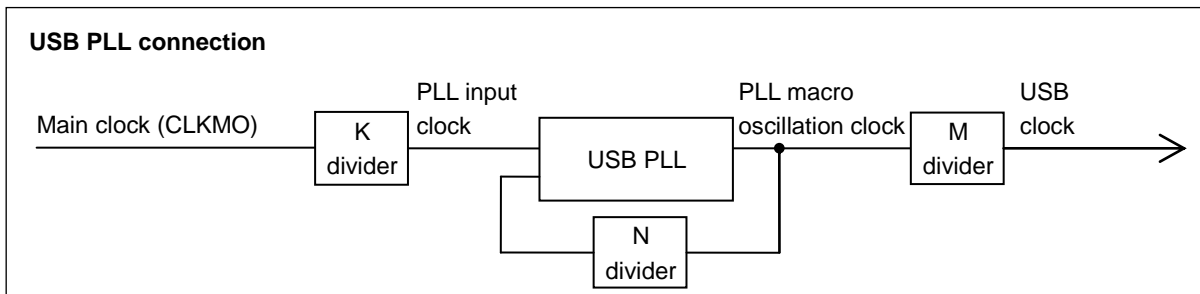 USB PLL connection
Main clock (CLKMO)
K
divider
PLL input
clock
USB PLL
N
divider
PLL macro
oscillation clock
M
divider
USB
clock